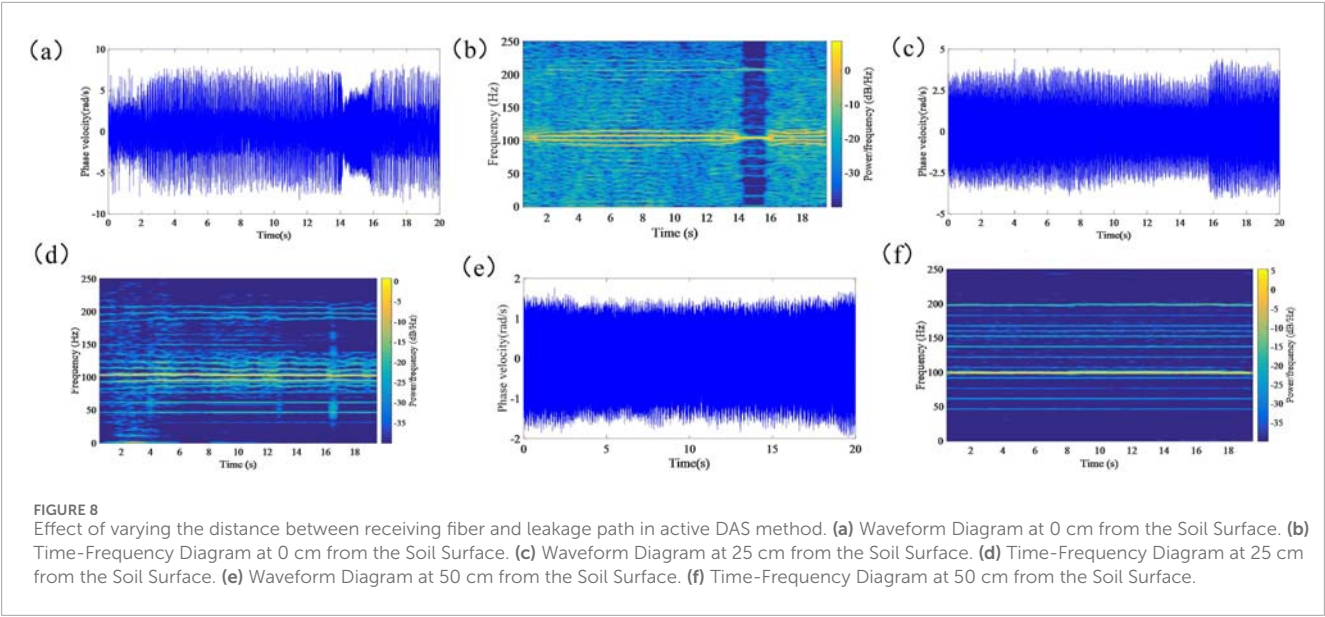 (a)
10
5
0
-5
-10
Phase velocity(rad/s)
0 2 4 6 8 10 12 14 16 18 20
Time(s)
(b)
250
200
150
100
50
0
Frequency (Hz)
2 4 6 8 10 12 14 16 18
Time (s)
0
-10
-20
-30
Power/frequency (dB/Hz)
(c)
5
2.5
0
-2.5
-5
Phase velocity(rad/s)
0 2 4 6 8 10 12 14 16 18 20
Time(s)
(d)
250
200
150
100
50
0
Frequency (Hz)
2 4 6 8 10 12 14 16 18
Time (s)
0
-5
-10
-15
-20
-25
-30
-35
Power/frequency (dB/Hz)
(e)
2
1
0
-1
-2
Phase velocity(rad/s)
0 5 10 15 20
Time(s)
(f)
250
200
150
100
50
0
Frequency (Hz)
2 4 6 8 10 12 14 16 18
Time (s)
5
0
-5
-10
-15
-20
-25
-30
-35
Power/frequency (dB/Hz)
FIGURE 8
Effect of varying the distance between receiving fiber and leakage path in active DAS method. (a) Waveform Diagram at 0 cm from the Soil Surface. (b)
Time-Frequency Diagram at 0 cm from the Soil Surface. (c) Waveform Diagram at 25 cm from the Soil Surface. (d) Time-Frequency Diagram at 25 cm
from the Soil Surface. (e) Waveform Diagram at 50 cm from the Soil Surface. (f) Time-Frequency Diagram at 50 cm from the Soil Surface.